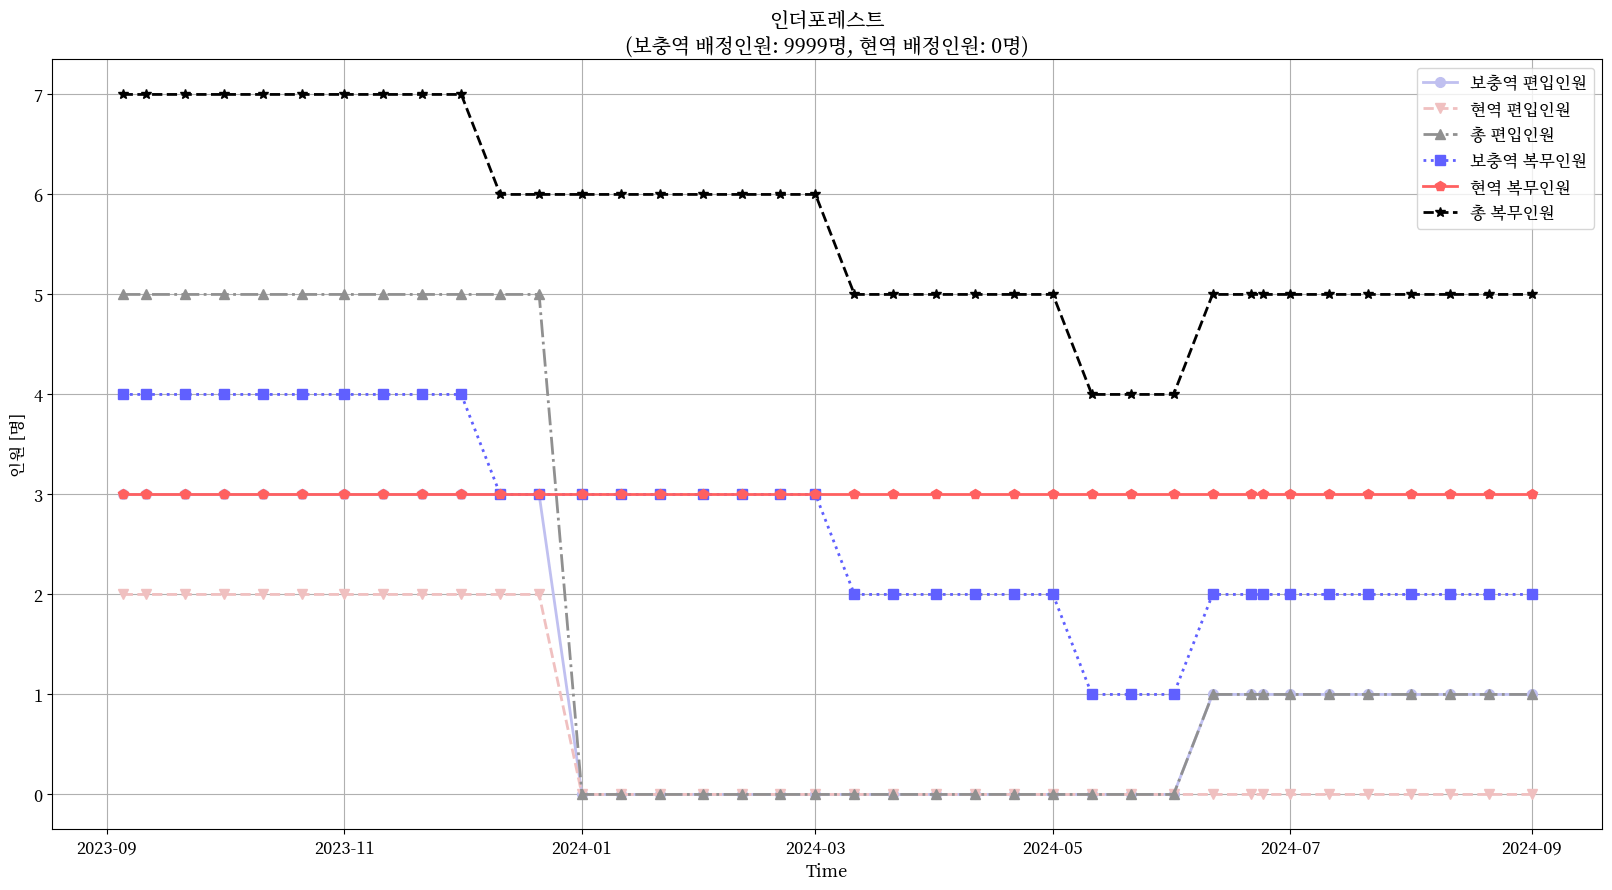 인더포레스트
(보충역 배정인원: 9999명, 현역 배정인원: 0명)
보충역 편입인원
현역 편입인원
총 편입인원
보충역 복무인원
현역 복무인원
총 복무인원
인원 [명]
7
6
5
4
3
2
1
0
2023-09
2023-11
2024-01
2024-03
2024-05
2024-07
2024-09
Time